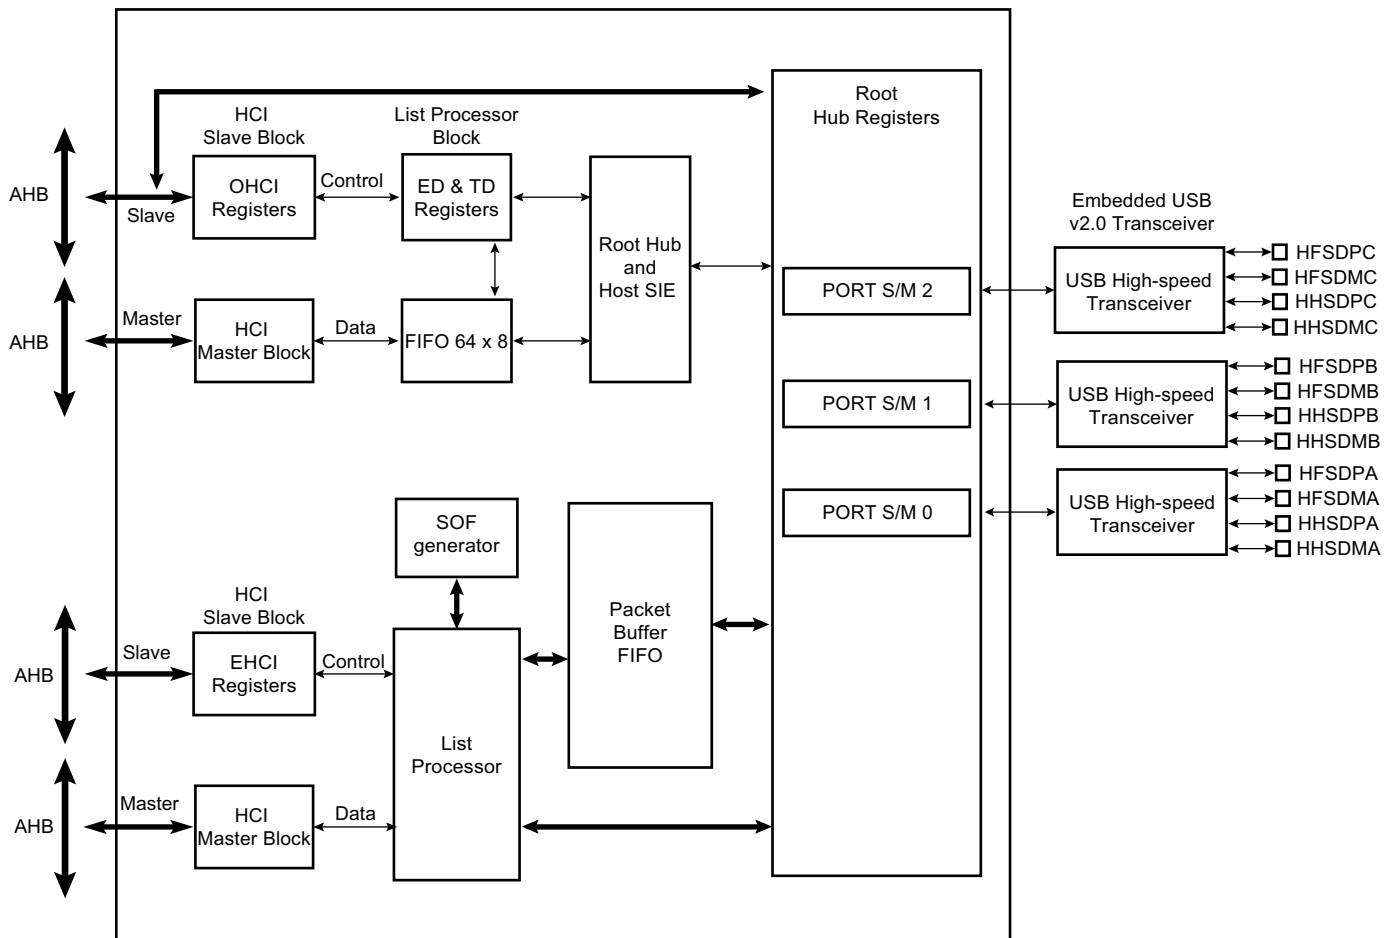 Root
Hub Registers
HCI
Slave Block
List Processor
Block
AHB
Slave
OHCI
Registers
Control
ED & TD
Registers
Root Hub
and
Host SIE
AHB
Master
HCI
Master Block
Data
FIFO 64 x 8
PORT S/M 2
PORT S/M 1
PORT S/M 0
Embedded USB
v2.0 Transceiver
USB High-speed
Transceiver
HFSDPC
HFSDMC
HHSDPC
HHSDMC
USB High-speed
Transceiver
HFSDPB
HFSDMB
HHSDPB
HHSDMB
USB High-speed
Transceiver
HFSDPA
HFSDMA
HHSDPA
HHSDMA
SOF
generator
HCI
Slave Block
AHB
Slave
EHCI
Registers
Control
Packet
Buffer
FIFO
List
Processor
AHB
Master
HCI
Master Block
Data